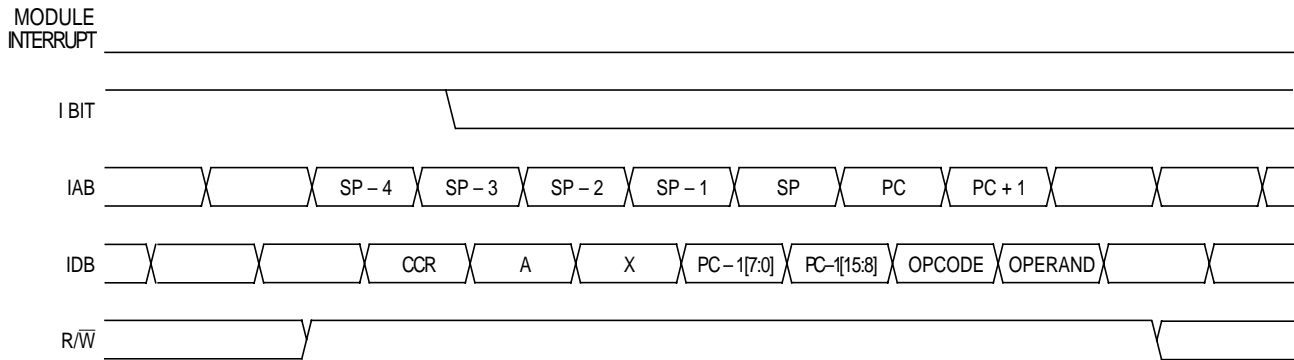 MODULE
INTERRUPT
I BIT
IAB SP – 4 SP – 3 SP – 2 SP – 1 SP PC PC + 1
IDB CCR A X PC – 1[7:0] PC–1[15:8] OPCODE OPERAND
R/W̅